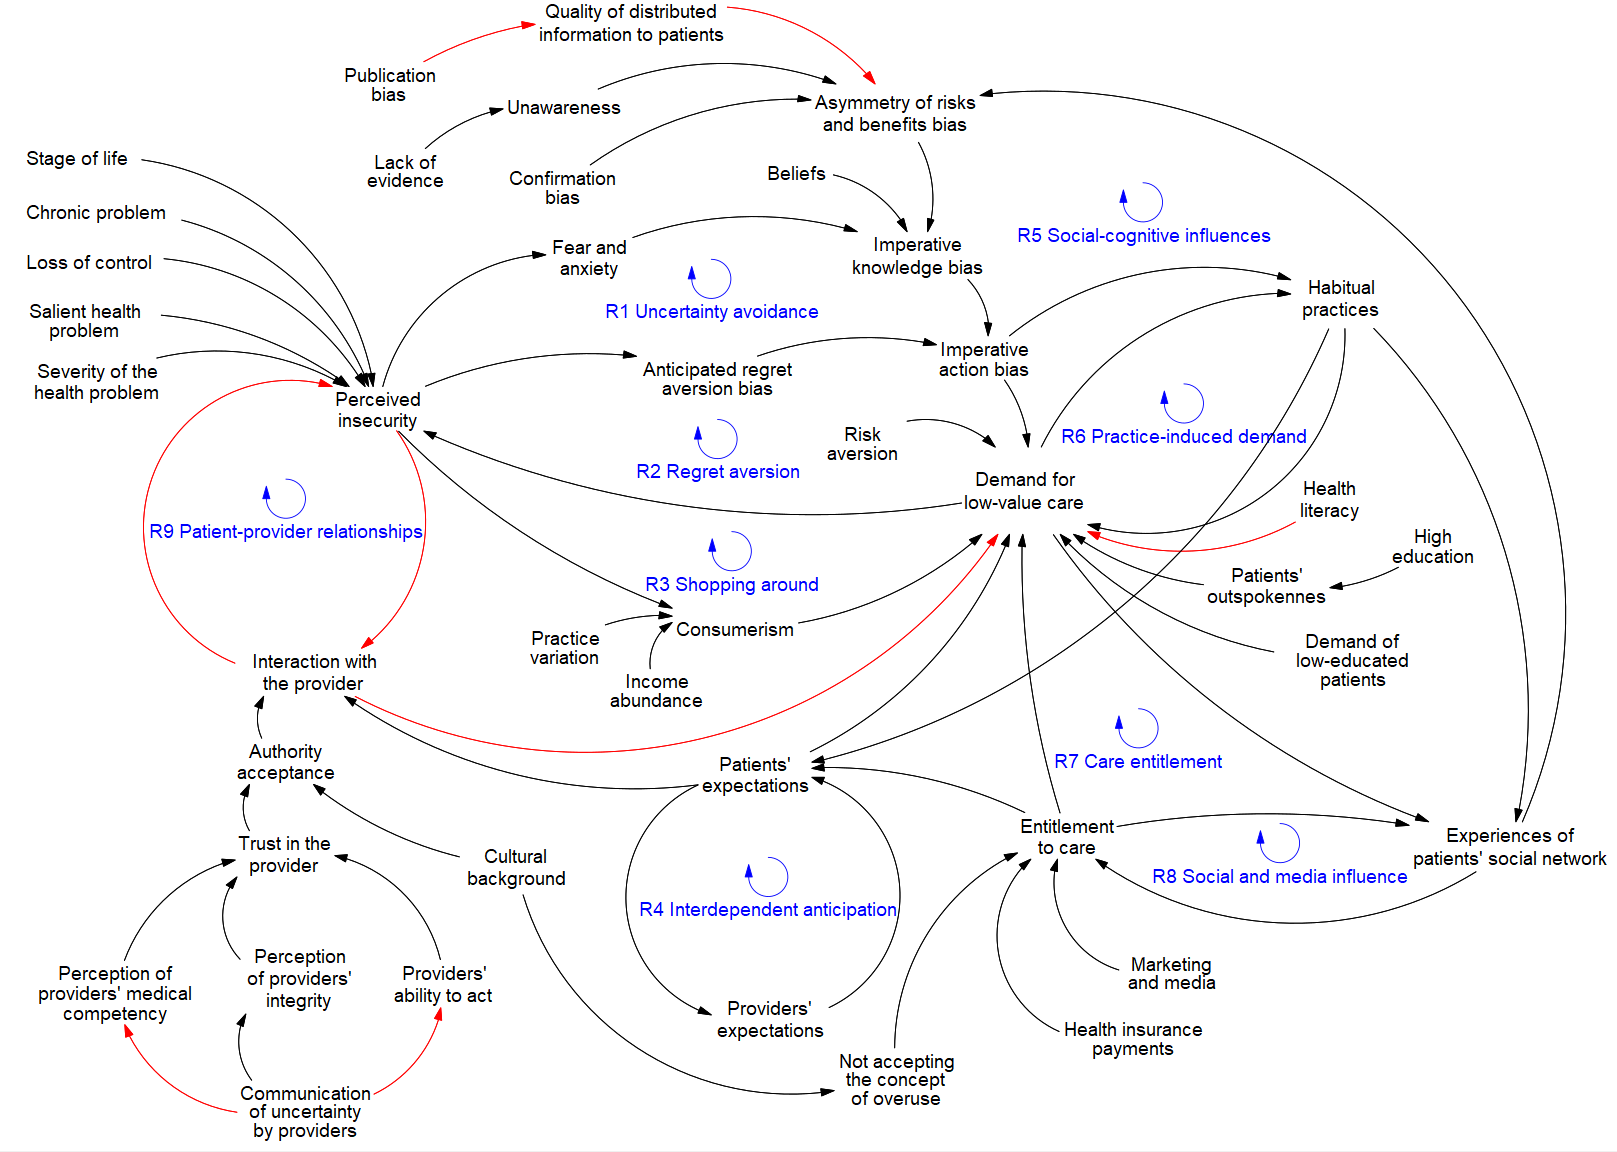 Quality of distributed
information to patients
Publication
bias
Unawareness
Asymmetry of risks
and benefits bias
Lack of
evidence
Confirmation
bias
Beliefs
Stage of life
Chronic problem
Loss of control
Salient health
problem
Severity of the
health problem
Fear and
anxiety
Imperative
knowledge bias
R5 Social-cognitive influences
R1 Uncertainty avoidance
Habitual
practices
Imperative
action bias
Anticipated regret
aversion bias
Perceived
insecurity
Risk
aversion
R6 Practice-induced demand
R2 Regret aversion
Demand for
low-value care
Health
literacy
R9 Patient-provider relationships
High
education
R3 Shopping around
Patients'
outspokennes
Practice
variation
Consumerism
Demand of
low-educated
patients
Income
abundance
Interaction with
the provider
Authority
acceptance
Patients'
expectations
R7 Care entitlement
Entitlement
to care
Experiences of
patients' social network
Trust in the
provider
Cultural
background
R8 Social and media influence
R4 Interdependent anticipation
Perception of
providers' medical
competency
Perception
of providers'
integrity
Providers'
ability to act
Marketing
and media
Providers'
expectations
Health insurance
payments
Not accepting
the concept
of overuse
Communication
of uncertainty
by providers